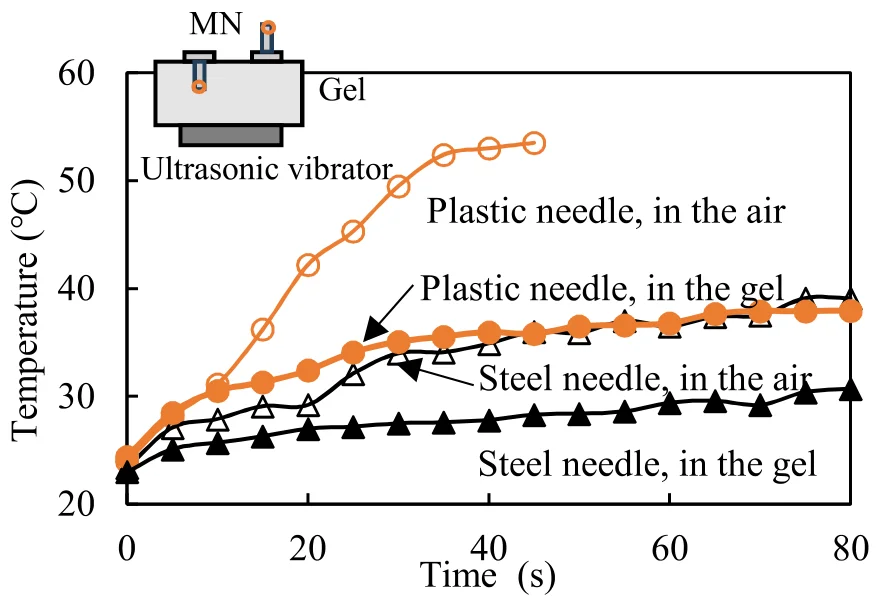 MN
60
Gel
Ultrasonic vibrator
50
Plastic needle, in the air
Temperature (℃)
40
Plastic needle, in the gel
Steel needle, in the air
30
Steel needle, in the gel
20
0
20
40
60
80
Time (s)